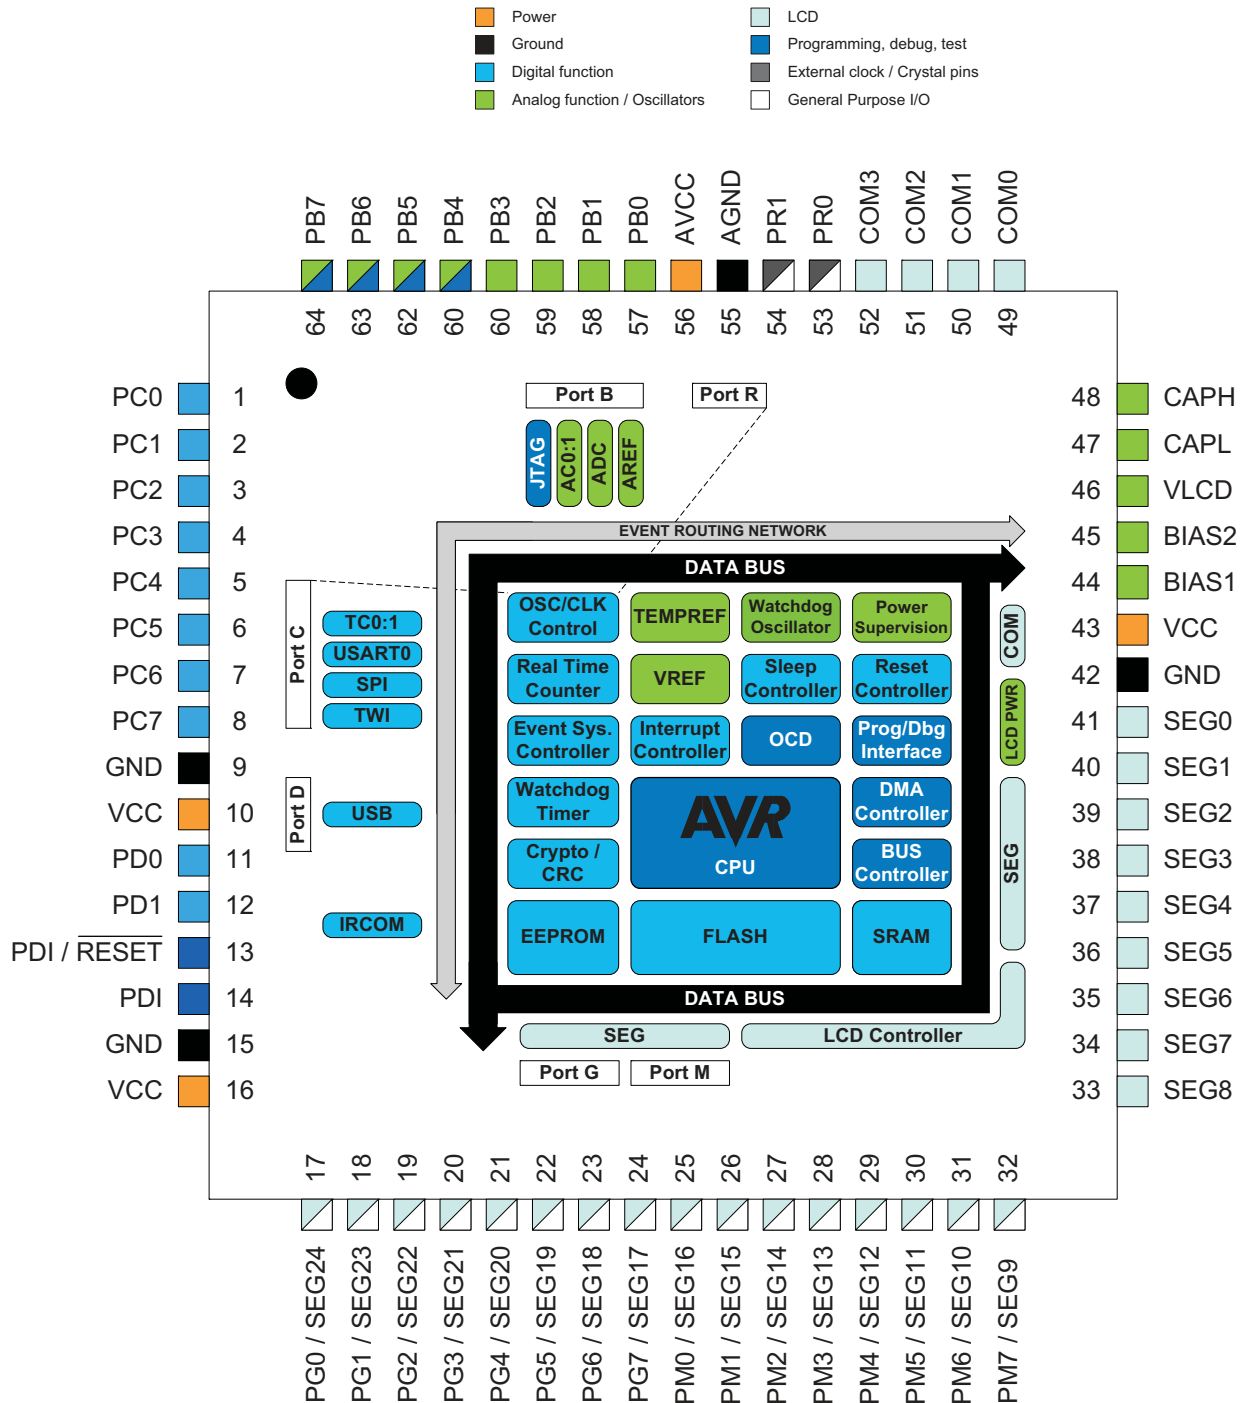 Power
Ground
Digital function
Analog function / Oscillators
LCD
Programming, debug, test
External clock / Crystal pins
General Purpose I/O
PB7
PB6
PB5
PB4
PB3
PB2
PB1
PB0
AVCC
AGND
PR1
PR0
COM3
COM2
COM1
COM0
64
63
62
60
60
59
58
57
56
55
54
53
52
51
50
49
PC0 1
PC1 2
PC2 3
PC3 4
PC4 5
PC5 6
PC6 7
PC7 8
GND 9
VCC 10
PD0 11
PD1 12
PDI / RESET 13
PDI 14
GND 15
VCC 16
Port B
Port R
JTAG
AC0:1
ADC
AREF
EVENT ROUTING NETWORK
DATA BUS
Port C
TC0:1
USART0
SPI
TWI
Port D
USB
IRCOM
OSC/CLK
Control
TEMPREF
Watchdog
Oscillator
Power
Supervision
Real Time
Counter
VREF
Sleep
Controller
Reset
Controller
Event Sys.
Controller
Interrupt
Controller
OCD
Prog/Dbg
Interface
Watchdog
Timer
AVR
CPU
DMA
Controller
Crypto /
CRC
BUS
Controller
EEPROM
FLASH
SRAM
DATA BUS
COM
LCD PWR
SEG
SEG
LCD Controller
Port G
Port M
48 CAPH
47 CAPL
46 VLCD
45 BIAS2
44 BIAS1
43 VCC
42 GND
41 SEG0
40 SEG1
39 SEG2
38 SEG3
37 SEG4
36 SEG5
35 SEG6
34 SEG7
33 SEG8
17
18
19
20
21
22
23
24
25
26
27
28
29
30
31
32
PG0 / SEG24
PG1 / SEG23
PG2 / SEG22
PG3 / SEG21
PG4 / SEG20
PG5 / SEG19
PG6 / SEG18
PG7 / SEG17
PM0 / SEG16
PM1 / SEG15
PM2 / SEG14
PM3 / SEG13
PM4 / SEG12
PM5 / SEG11
PM6 / SEG10
PM7 / SEG9